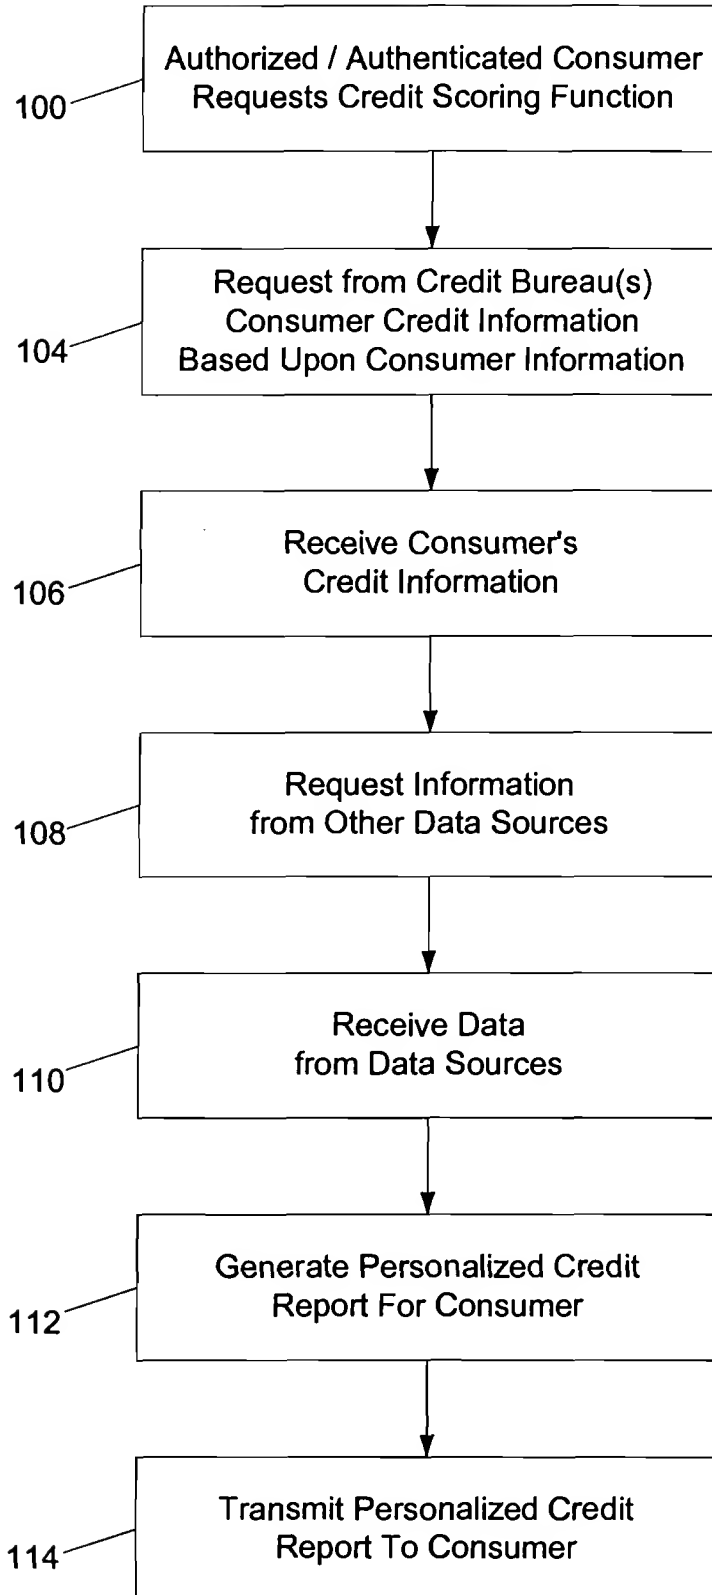 Authorized / Authenticated Consumer
Requests Credit Scoring Function
100
Request from Credit Bureau(s)
Consumer Credit Information
Based Upon Consumer Information
104
Receive Consumer's
Credit Information
106
Request Information
from Other Data Sources
108
Receive Data
from Data Sources
110
Generate Personalized Credit
Report For Consumer
112
Transmit Personalized Credit
Report To Consumer
114